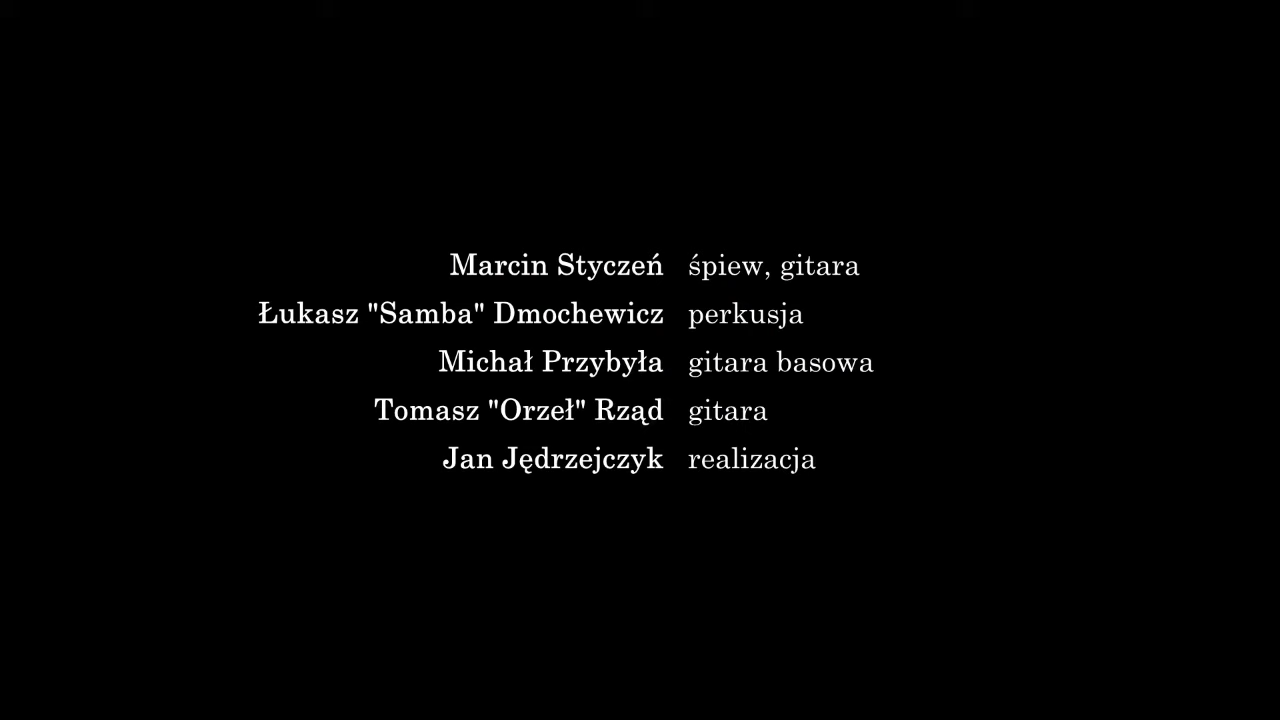 Marcin Styczeń śpiew, gitara
Łukasz "Samba" Dmochewicz perkusja
Michał Przybyła gitara basowa
Tomasz "Orzeł" Rząd gitara
Jan Jędrzejczyk realizacja